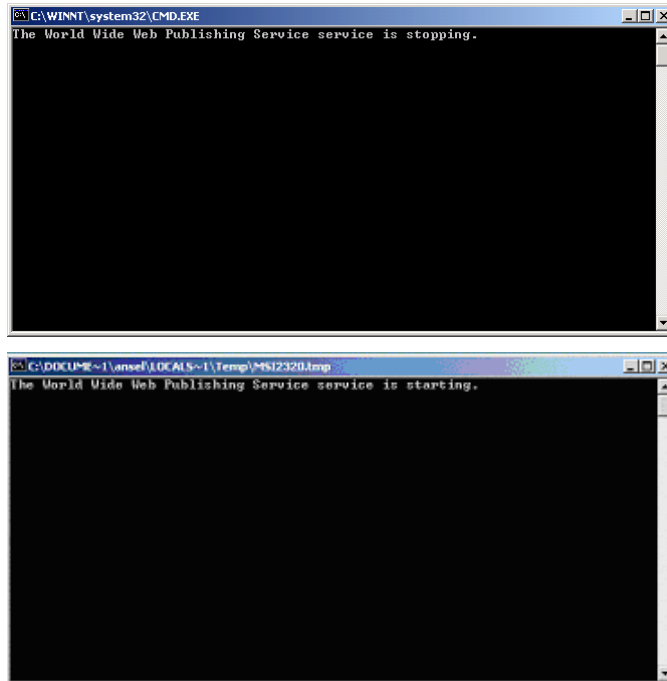 C:\WINNT\system32\CMD.EXE
The World Wide Web Publishing Service service is stopping.
C:\DOCUME~1\ansel\LOCALS~1\Temp\MSI2320.tmp
The World Wide Web Publishing Service service is starting.